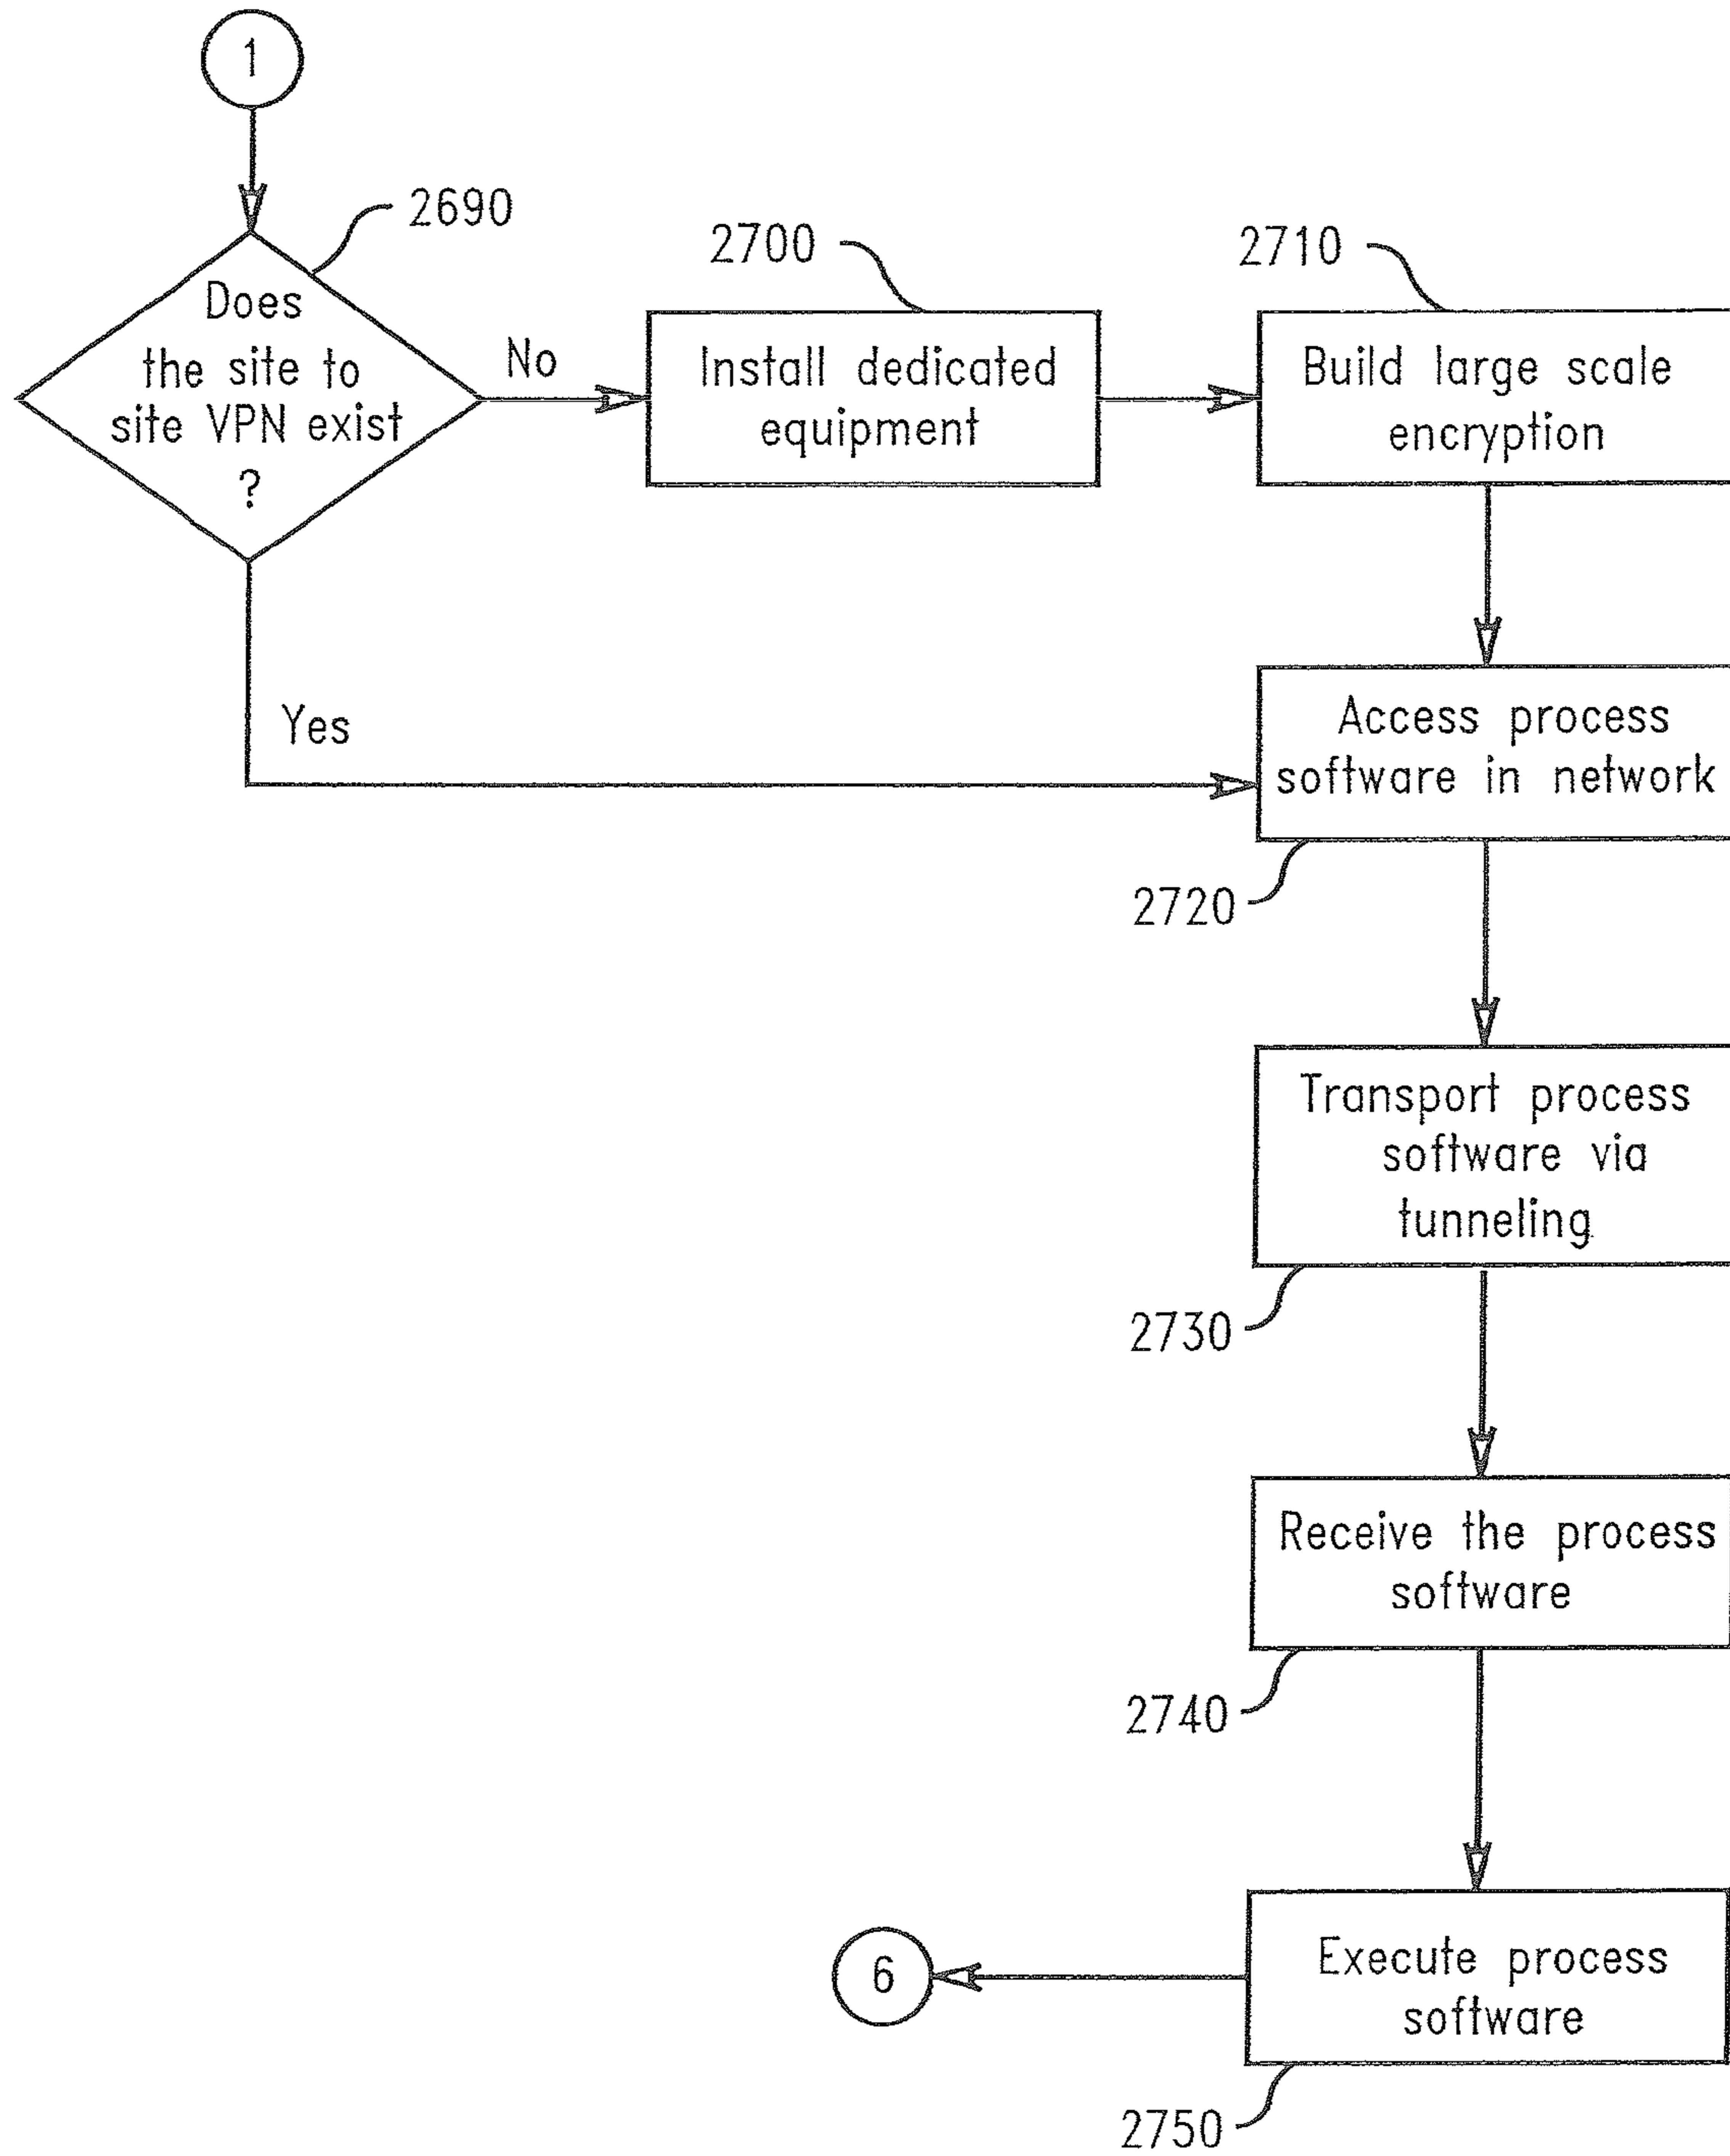 1
2690
Does
the site to
site VPN exist
?
No
2700
Install dedicated
equipment
2710
Build large scale
encryption
Yes
Access process
software in network
2720
Transport process
software via
tunneling
2730
Receive the process
software
2740
6
Execute process
software
2750